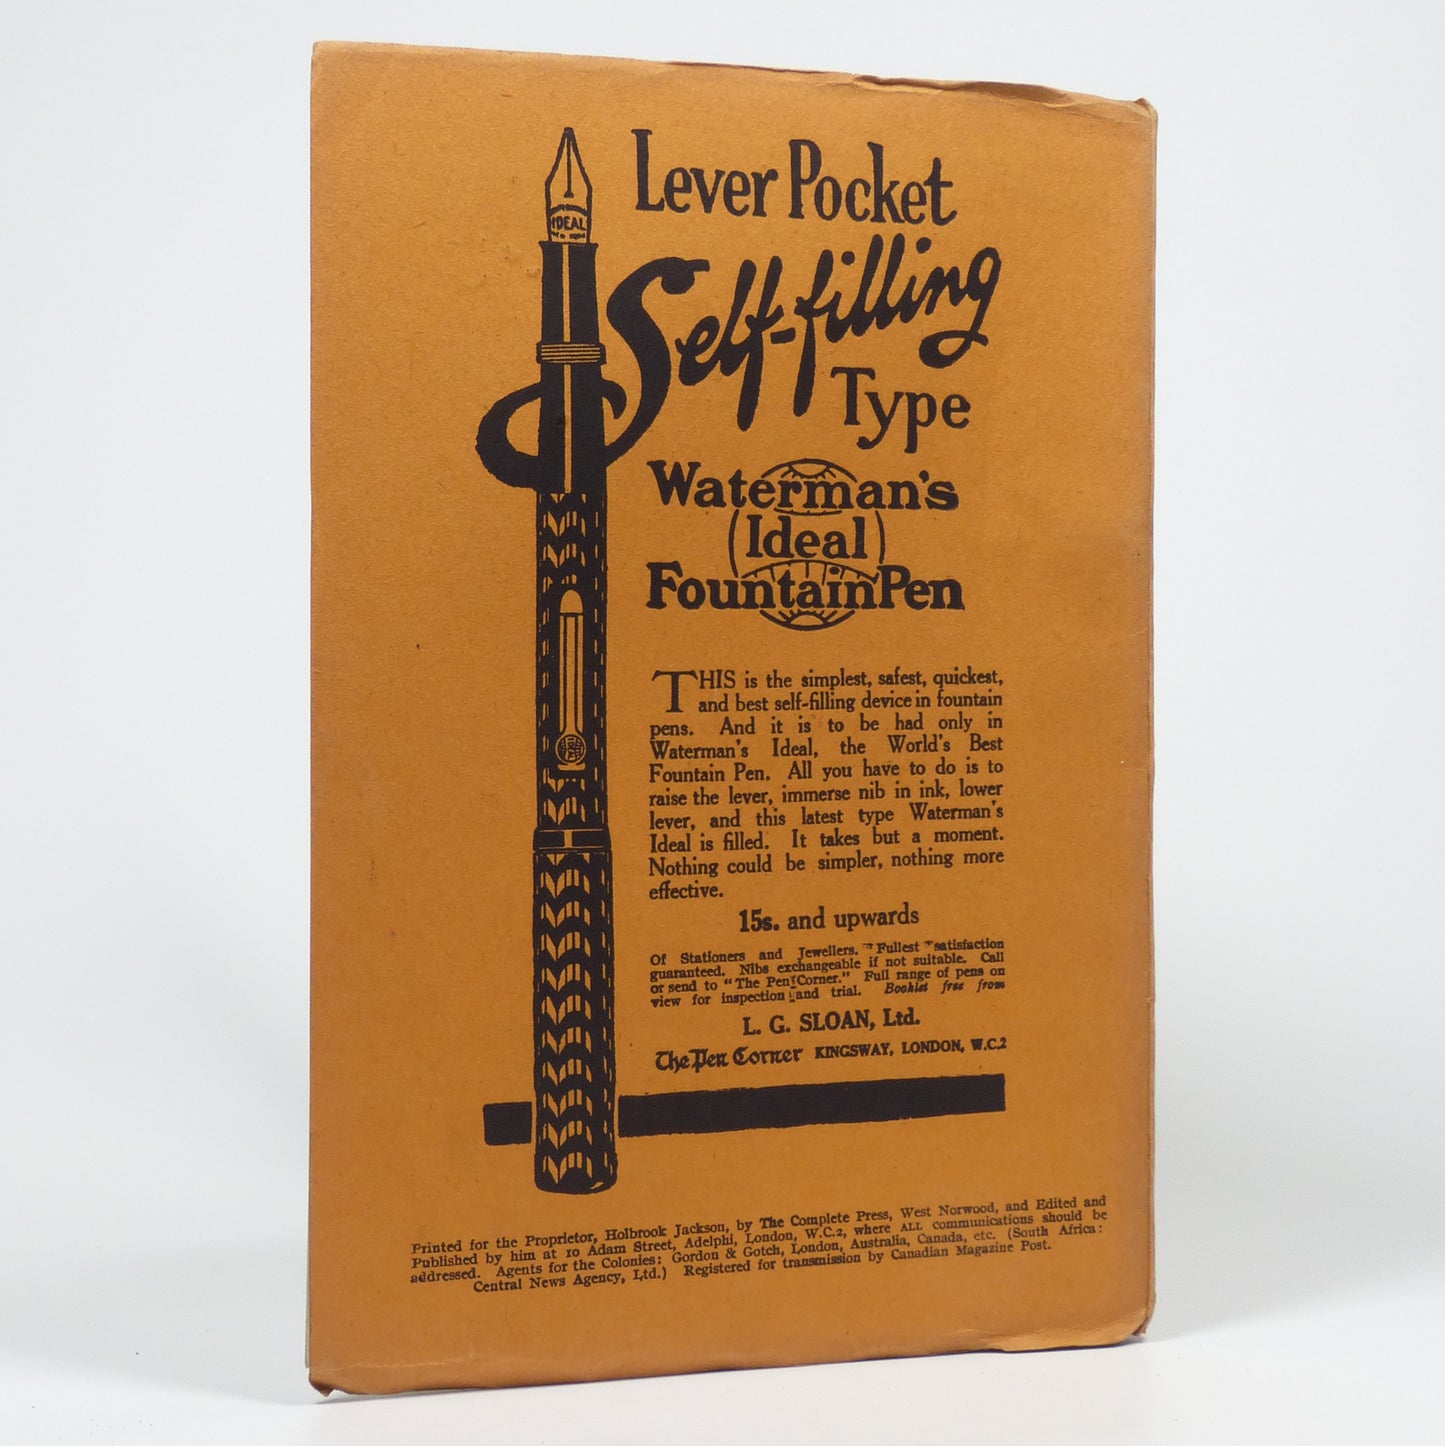 Lever Pocket
Self-filling
Type
Waterman's
Ideal
Fountain Pen
IDEAL
THIS is the simplest, safest, quickest,
and best self-filling device in fountain
pens. And it is to be had only in
Waterman's Ideal, the World's Best
Fountain Pen. All you have to do is to
raise the lever, immerse nib in ink, lower
lever, and this latest type Waterman's
Ideal is filled. It takes but a moment.
Nothing could be simpler, nothing more
effective.
15s. and upwards
Of Stationers and Jewellers. Fullest satisfaction
guaranteed. Nibs exchangeable if not suitable. Call
or send to "The Pen Corner." Full range of pens on
view for inspection and trial. Booklet free from
L. G. SLOAN, Ltd.
The Pen Corner KINGSWAY, LONDON, W.C.2
Printed for the Proprietor, Holbrook Jackson, by The Complete Press, West Norwood, and Edited and
Published by him at 10 Adam Street, Adelphi, London, W.C.2, where ALL communications should be
addressed. Agents for the Colonies: Gordon & Gotch, London, Australia, Canada, etc. (South Africa:
Central News Agency, Ltd.) Registered for transmission by Canadian Magazine Post.